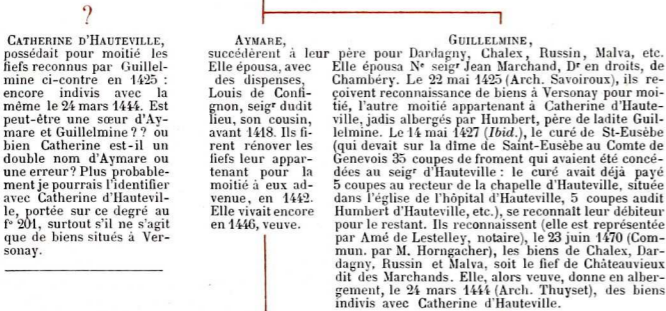 ?
CATHERINE D'HAUTEVILLE,
possédait pour moitié les
fiefs reconnus par Guillel-
mine ci-contre en 1425 :
encore indivis avec la
même le 24 mars 1444. Est
peut-être une sœur d'Ay-
mare et Guillelmine ? ? ou
bien Catherine est-il un
double nom d'Aymare ou
une erreur? Plus probable-
ment je pourrais l'identifier
avec Catherine d'Hautevil-
le, portée sur ce degré au
f° 201, surtout s'il ne s'agit
que de biens situés à Ver-
sonay.
AYMARE, GUILLELMINE,
succédèrent à leur père pour Dardagny, Chalex, Russin, Malva, etc.
Elle épousa, avec
des dispenses,
Louis de Confi-
gnon, seigr dudit
lieu, son cousin,
avant 1418. Ils fi-
rent rénover les
fiefs leur appar-
tenant pour la
moitié à eux ad-
venue, en 1442.
Elle vivait encore
en 1446, veuve.
Elle épousa Ne seigr Jean Marchand, Dr en droits, de
Chambéry. Le 22 mai 1425 (Arch. Savoiroux), ils re-
çoivent reconnaissance de biens à Versonay pour moi-
tié, l'autre moitié appartenant à Catherine d'Haute-
ville, jadis albergés par Humbert, père de ladite Guil-
lelmine. Le 14 mai 1427 (Ibid.), le curé de St-Eusèbe
(qui devait sur la dîme de Saint-Eusèbe au Comte de
Genevois 35 coupes de froment qui avaient été concé-
dées au seigr d'Hauteville : le curé avait déjà payé
5 coupes au recteur de la chapelle d'Hauteville, située
dans l'église de l'hôpital d'Hauteville, 5 coupes audit
Humbert d'Hauteville, etc.), se reconnaît leur débiteur
pour le restant. Ils reconnaissent (elle est représentée
par Amé de Lestelley, notaire), le 23 juin 1470 (Com-
mun. par M. Horngacher), les biens de Chalex, Dar-
dagny, Russin et Malva, soit le fief de Châteauvieux
dit des Marchands. Elle, alors veuve, donne en alber-
gement, le 24 mars 1444 (Arch. Thuyset), des biens
indivis avec Catherine d'Hauteville.